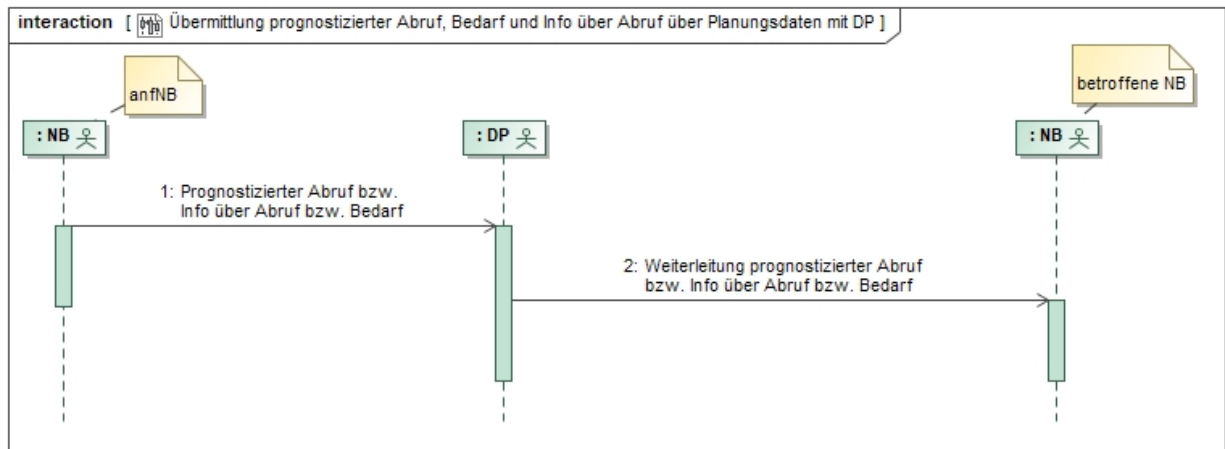 interaction [ Übermittlung prognostizierter Abruf, Bedarf und Info über Abruf über Planungsdaten mit DP ]
anfNB
betroffene NB
: NB
: DP
: NB
1: Prognostizierter Abruf bzw.
Info über Abruf bzw. Bedarf
2: Weiterleitung prognostizierter Abruf
bzw. Info über Abruf bzw. Bedarf